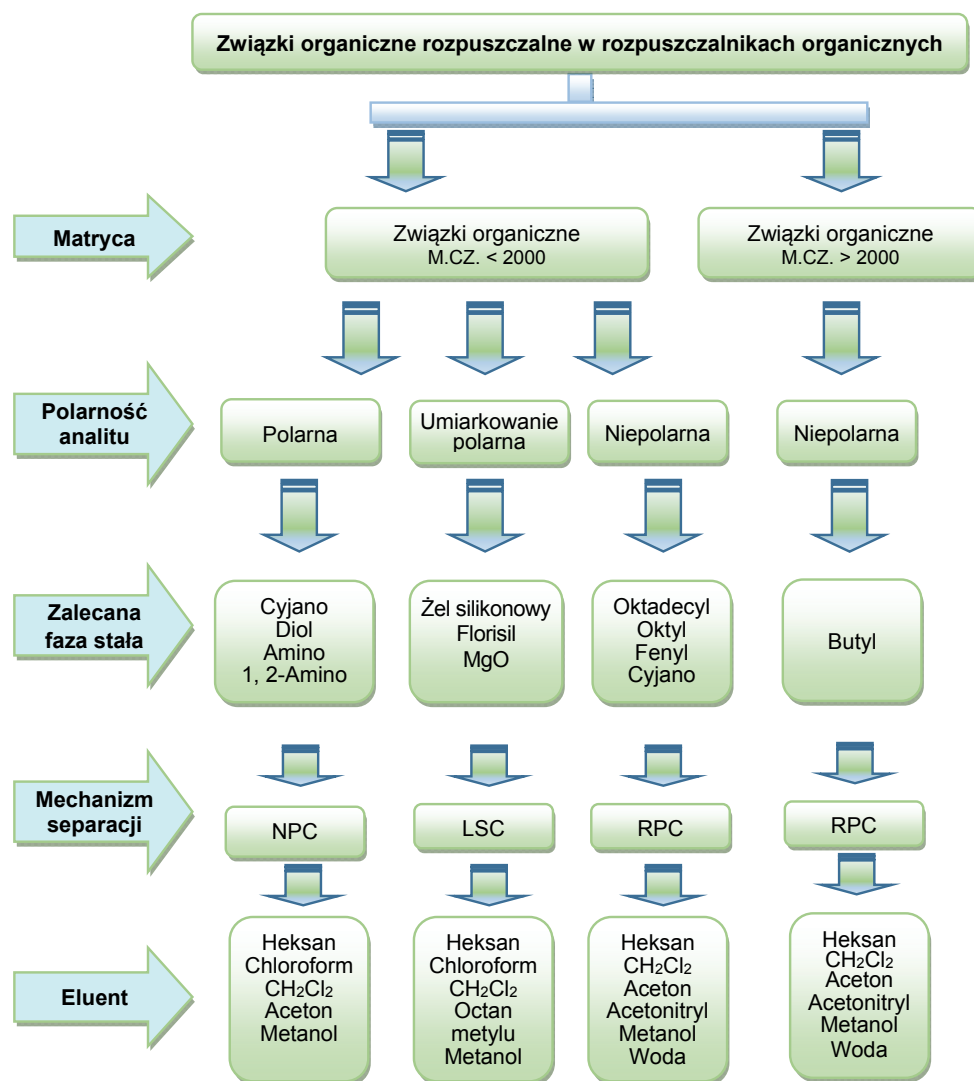 Związki organiczne rozpuszczalne w rozpuszczalnikach organicznych
Matryca
Związki organiczne
M.CZ. < 2000
Związki organiczne
M.CZ. > 2000
Polarność
analitu
Polarna
Umiarkowanie
polarna
Niepolarna
Niepolarna
Zalecana
faza stała
Cyjano
Diol
Amino
1, 2-Amino
Żel silikonowy
Florisil
MgO
Oktadecyl
Oktyl
Fenyl
Cyjano
Butyl
Mechanizm
separacji
NPC
LSC
RPC
RPC
Eluent
Heksan
Chloroform
CH₂Cl₂
Aceton
Metanol
Heksan
Chloroform
CH₂Cl₂
Octan
metylu
Metanol
Heksan
CH₂Cl₂
Aceton
Acetonitryl
Metanol
Woda
Heksan
CH₂Cl₂
Aceton
Acetonitryl
Metanol
Woda